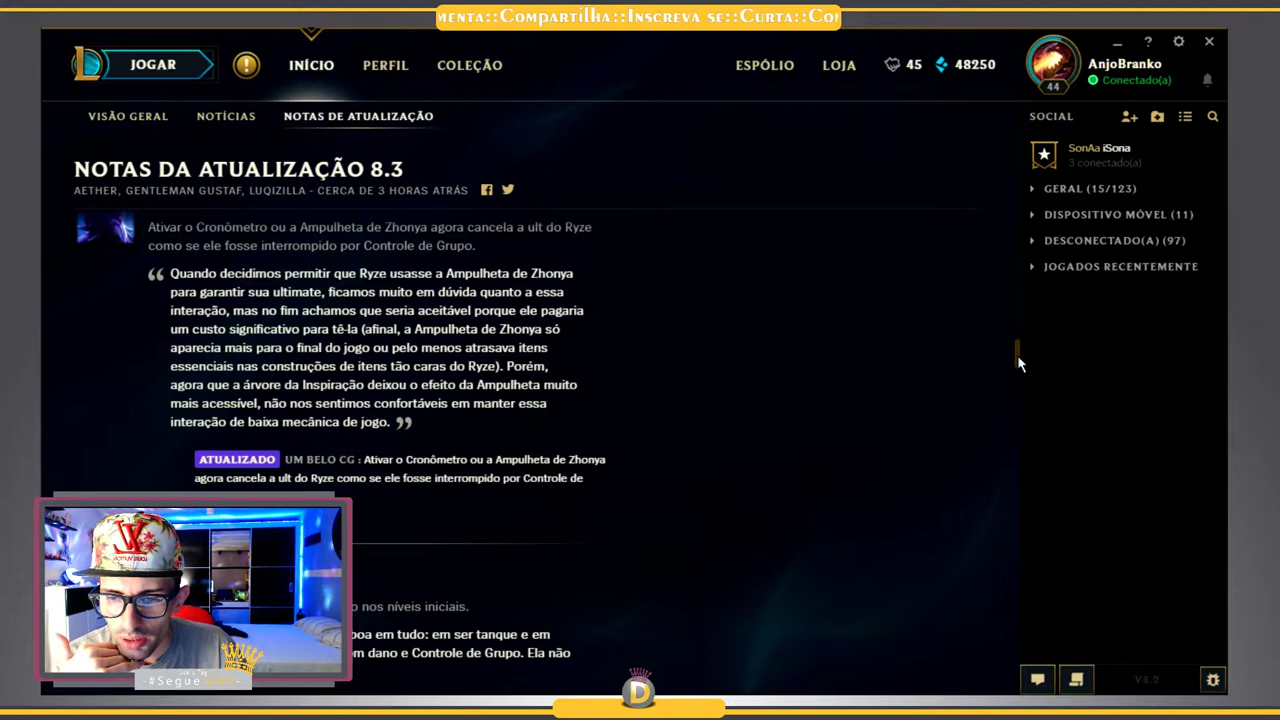 MENTA::Compartilha::Inscreva se::Curta::Co
JOGAR
INÍCIO
PERFIL
COLEÇÃO
ESPÓLIO
LOJA
45
48250
AnjoBranko
Conectado(a)
44
VISÃO GERAL
NOTÍCIAS
NOTAS DE ATUALIZAÇÃO
SOCIAL
SonAa iSona
3 conectado(a)
GERAL (15/123)
DISPOSITIVO MÓVEL (11)
DESCONECTADO(A) (97)
JOGADOS RECENTEMENTE
NOTAS DA ATUALIZAÇÃO 8.3
AETHER, GENTLEMAN GUSTAF, LUQIZILLA - CERCA DE 3 HORAS ATRÁS
Ativar o Cronômetro ou a Ampulheta de Zhonya agora cancela a ult do Ryze
como se ele fosse interrompido por Controle de Grupo.
“ Quando decidimos permitir que Ryze usasse a Ampulheta de Zhonya
para garantir sua ultimate, ficamos muito em dúvida quanto a essa
interação, mas no fim achamos que seria aceitável porque ele pagaria
um custo significativo para tê-la (afinal, a Ampulheta de Zhonya só
aparecia mais para o final do jogo ou pelo menos atrasava itens
essenciais nas construções de itens tão caras do Ryze). Porém,
agora que a árvore da Inspiração deixou o efeito da Ampulheta muito
mais acessível, não nos sentimos confortáveis em manter essa
interação de baixa mecânica de jogo. ”
ATUALIZADO UM BELO CG : Ativar o Cronômetro ou a Ampulheta de Zhonya
agora cancela a ult do Ryze como se ele fosse interrompido por Controle de
o nos níveis iniciais.
boa em tudo: em ser tanque e em
em dano e Controle de Grupo. Ela não
-#Segue
D
V8.2